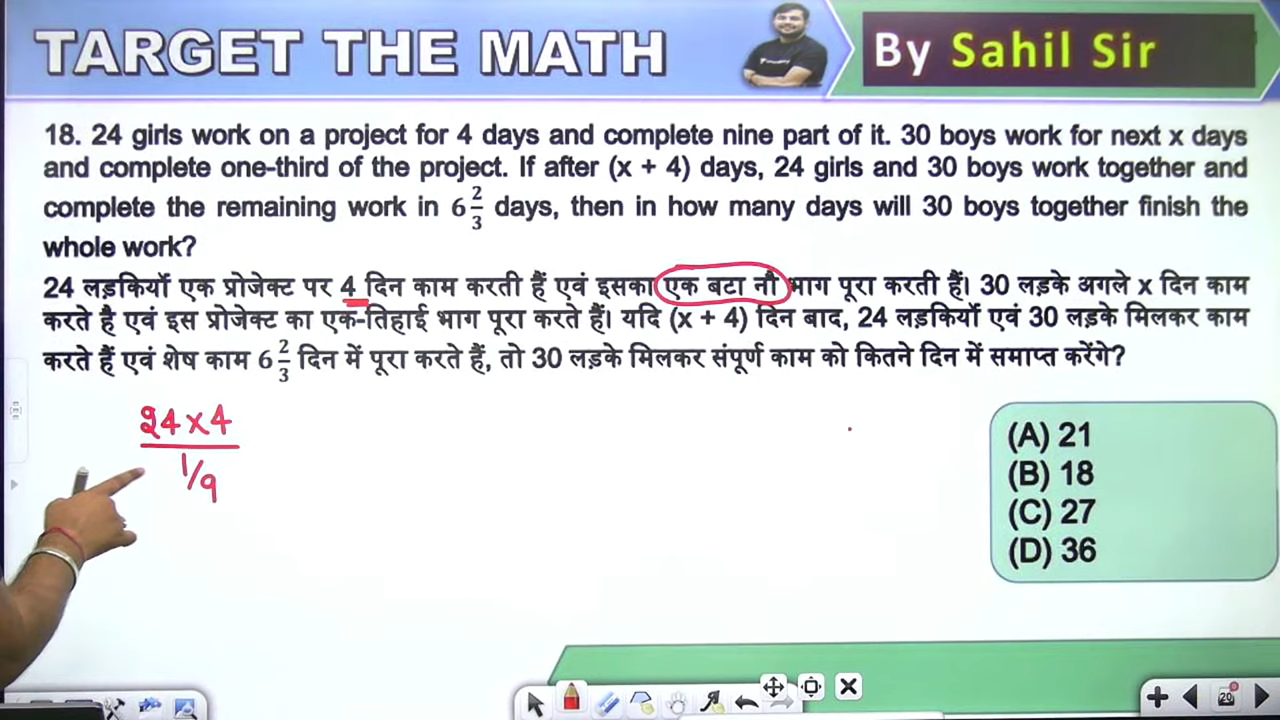 TARGET THE MATH
By Sahil Sir
18. 24 girls work on a project for 4 days and complete nine part of it. 30 boys work for next x days
and complete one-third of the project. If after (x + 4) days, 24 girls and 30 boys work together and
complete the remaining work in 6 2/3 days, then in how many days will 30 boys together finish the
whole work?
24 लड़कियाँ एक प्रोजेक्ट पर 4 दिन काम करती हैं एवं इसका एक बटा नौ भाग पूरा करती हैं। 30 लड़के अगले x दिन काम
करते है एवं इस प्रोजेक्ट का एक-तिहाई भाग पूरा करते हैं। यदि (x + 4) दिन बाद, 24 लड़कियाँ एवं 30 लड़के मिलकर काम
करते हैं एवं शेष काम 6 2/3 दिन में पूरा करते हैं, तो 30 लड़के मिलकर संपूर्ण काम को कितने दिन में समाप्त करेंगे?
24 x 4
1/9
(A) 21
(B) 18
(C) 27
(D) 36
20